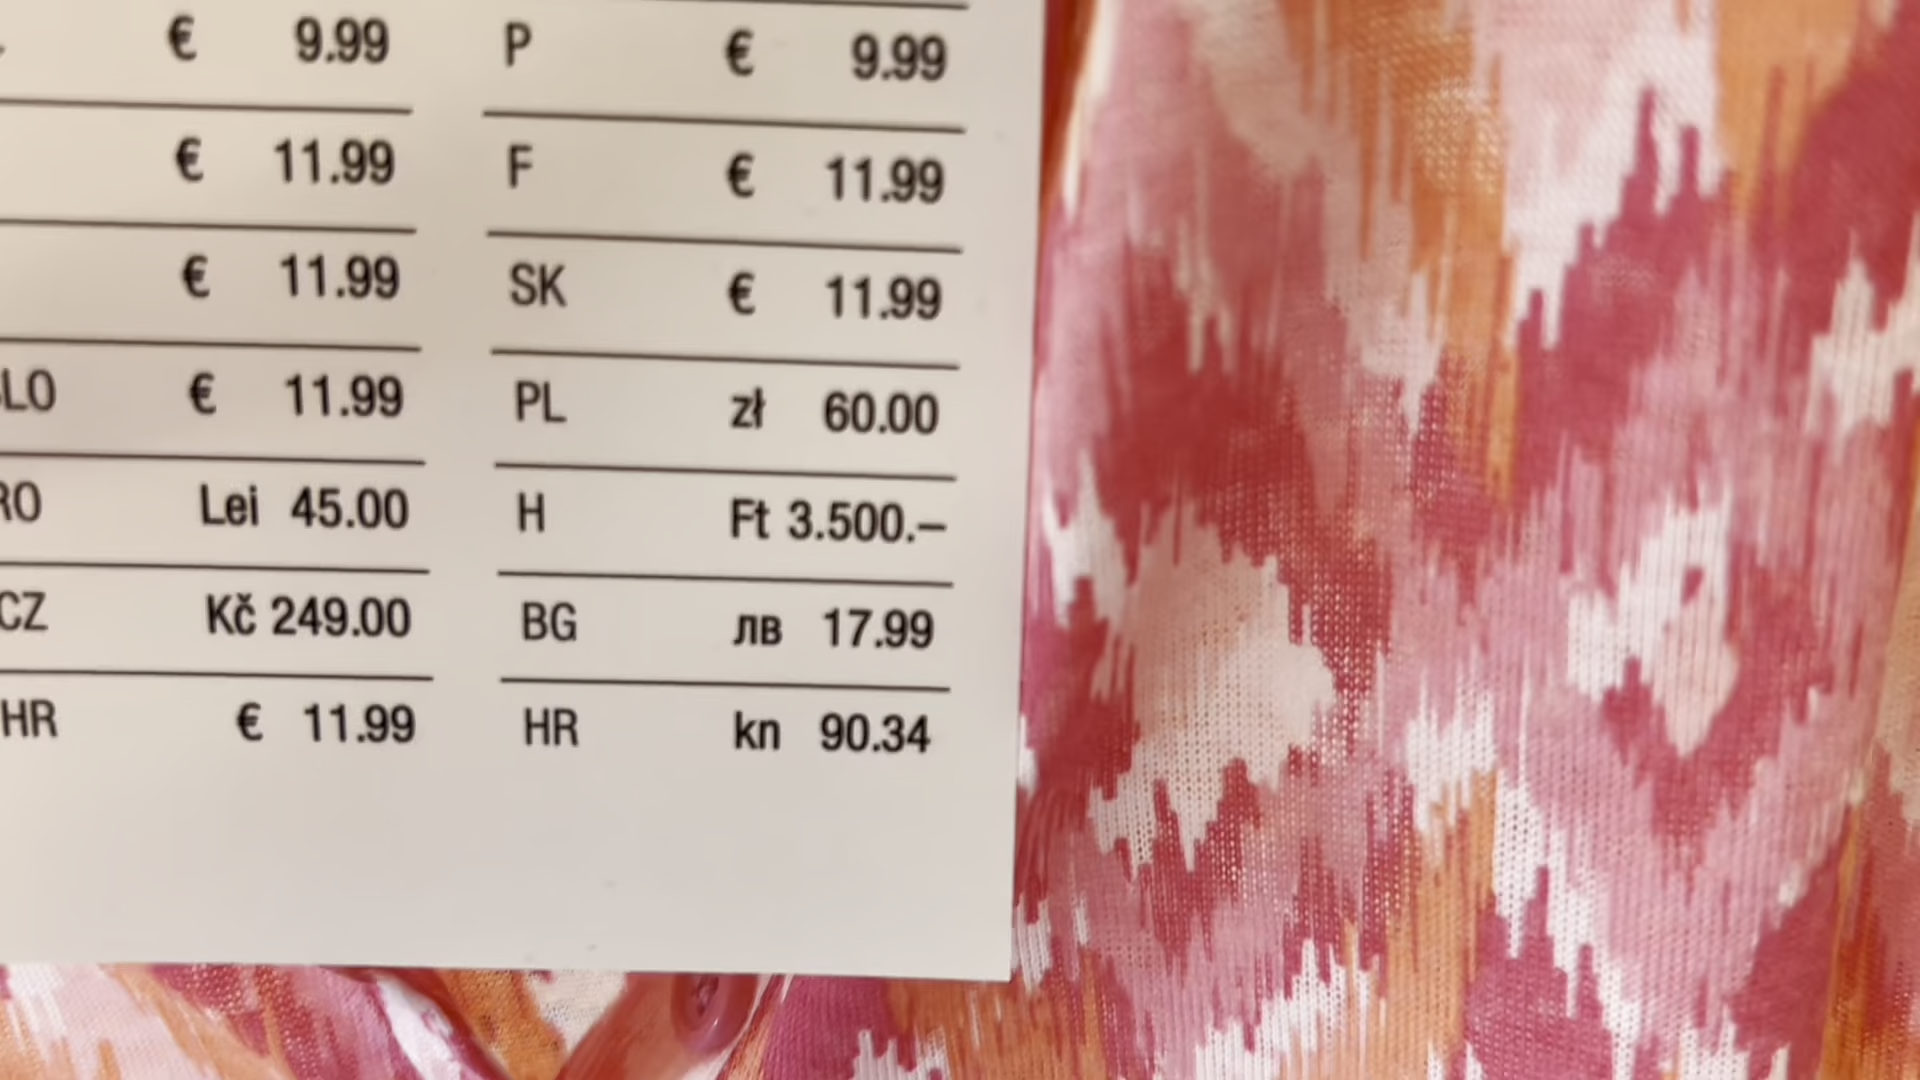 € 9.99 P € 9.99
€ 11.99 F € 11.99
€ 11.99 SK € 11.99
LO € 11.99 PL zł 60.00
RO Lei 45.00 H Ft 3.500.–
CZ Kč 249.00 BG лв 17.99
HR € 11.99 HR kn 90.34